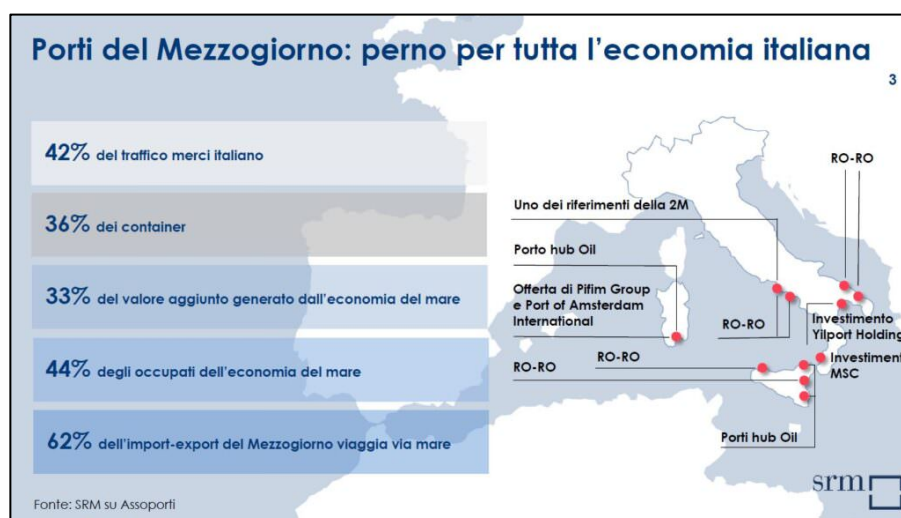 Porti del Mezzogiorno: perno per tutta l'economia italiana
3
42% del traffico merci italiano
36% dei container
33% del valore aggiunto generato dall'economia del mare
44% degli occupati dell'economia del mare
62% dell'import-export del Mezzogiorno viaggia via mare
RO-RO
Uno dei riferimenti della 2M
Porto hub Oil
Offerta di Pifim Group
e Port of Amsterdam
International
RO-RO
Investimento
Yilport Holding
RO-RO
RO-RO
Investiment
MSC
Porti hub Oil
Fonte: SRM su Assoporti
srm